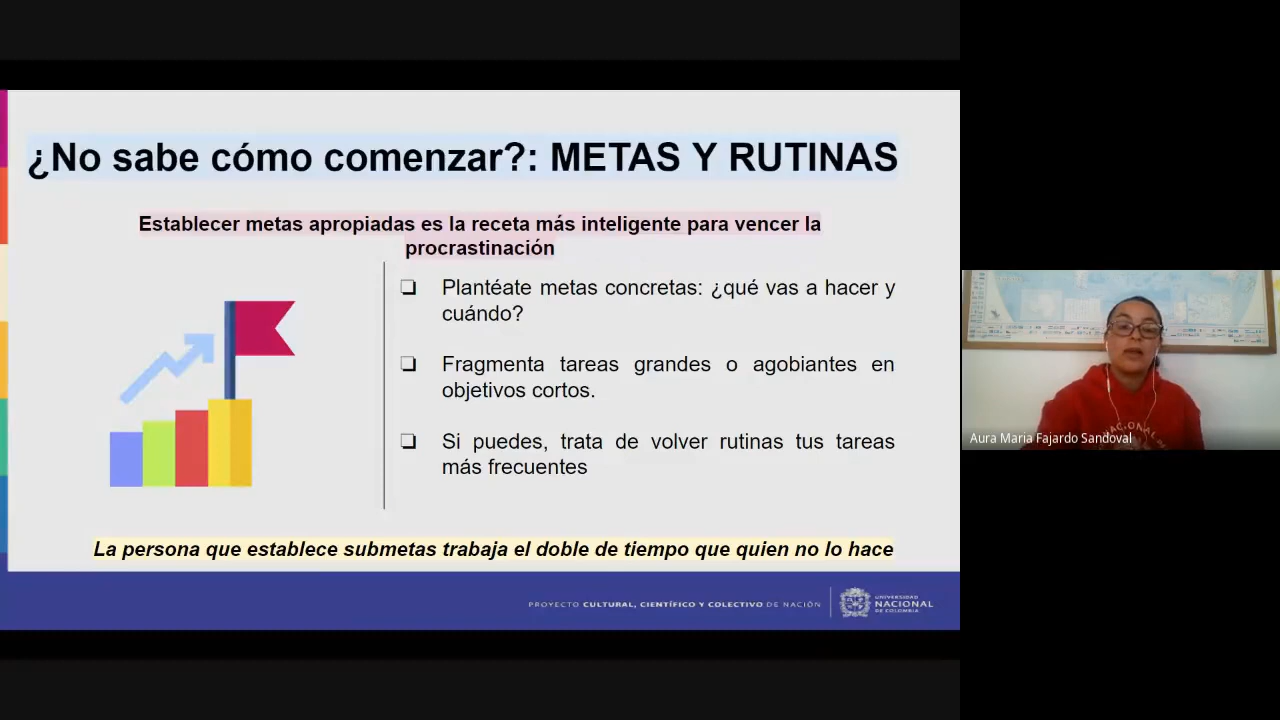 ¿No sabe cómo comenzar?: METAS Y RUTINAS
Establecer metas apropiadas es la receta más inteligente para vencer la
procrastinación
Plantéate metas concretas: ¿qué vas a hacer y
cuándo?
Fragmenta tareas grandes o agobiantes en
objetivos cortos.
Si puedes, trata de volver rutinas tus tareas
más frecuentes
La persona que establece submetas trabaja el doble de tiempo que quien no lo hace
PROYECTO CULTURAL, CIENTÍFICO Y COLECTIVO DE NACIÓN
UNIVERSIDAD
NACIONAL
DE COLOMBIA
Aura Maria Fajardo Sandoval